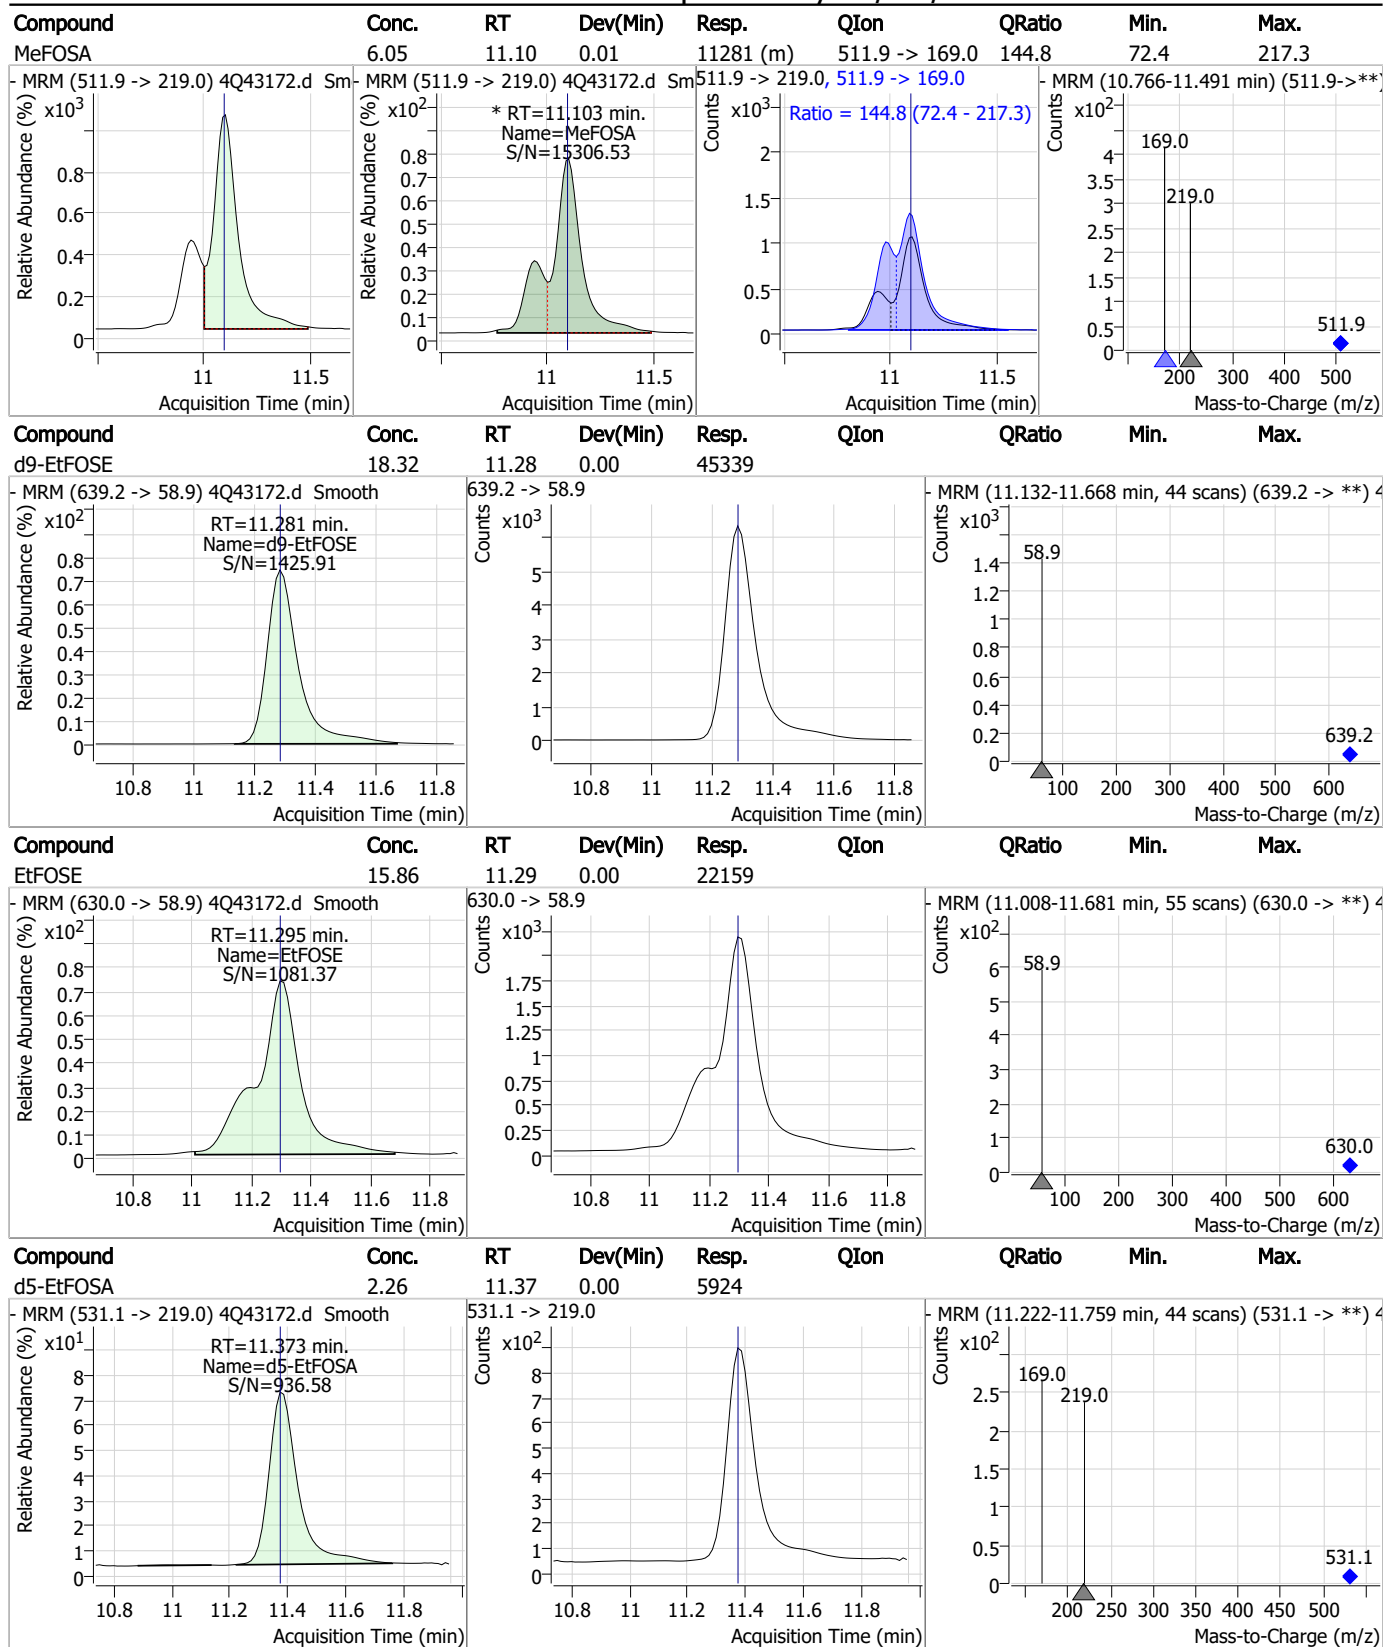 Compound Conc. RT Dev(Min) Resp. QIon QRatio Min. Max.
MeFOSA 6.05 11.10 0.01 11281 (m) 511.9 -> 169.0 144.8 72.4 217.3
- MRM (511.9 -> 219.0) 4Q43172.d Sm
Relative Abundance (%)
x10³
0.8
0.6
0.4
0.2
0
11 11.5
Acquisition Time (min)
- MRM (511.9 -> 219.0) 4Q43172.d Sm
Relative Abundance (%)
x10²
* RT=11.103 min.
Name=MeFOSA
S/N=15306.53
0.8
0.7
0.6
0.5
0.4
0.3
0.2
0.1
0
11 11.5
Acquisition Time (min)
511.9 -> 219.0, 511.9 -> 169.0
Counts
x10³
Ratio = 144.8 (72.4 - 217.3)
2
1.5
1
0.5
0
11 11.5
Acquisition Time (min)
- MRM (10.766-11.491 min) (511.9->**)
Counts
x10²
169.0
219.0
511.9
4
3.5
3
2.5
2
1.5
1
0.5
0
200 300 400 500
Mass-to-Charge (m/z)
Compound Conc. RT Dev(Min) Resp. QIon QRatio Min. Max.
d9-EtFOSE 18.32 11.28 0.00 45339
- MRM (639.2 -> 58.9) 4Q43172.d Smooth
Relative Abundance (%)
x10²
RT=11.281 min.
Name=d9-EtFOSE
S/N=1425.91
0.8
0.7
0.6
0.5
0.4
0.3
0.2
0.1
0
10.8 11 11.2 11.4 11.6 11.8
Acquisition Time (min)
639.2 -> 58.9
Counts
x10³
5
4
3
2
1
0
10.8 11 11.2 11.4 11.6 11.8
Acquisition Time (min)
- MRM (11.132-11.668 min, 44 scans) (639.2 -> **) 4
Counts
x10³
58.9
639.2
1.4
1.2
1
0.8
0.6
0.4
0.2
0
100 200 300 400 500 600
Mass-to-Charge (m/z)
Compound Conc. RT Dev(Min) Resp. QIon QRatio Min. Max.
EtFOSE 15.86 11.29 0.00 22159
- MRM (630.0 -> 58.9) 4Q43172.d Smooth
Relative Abundance (%)
x10²
RT=11.295 min.
Name=EtFOSE
S/N=1081.37
0.8
0.7
0.6
0.5
0.4
0.3
0.2
0.1
0
10.8 11 11.2 11.4 11.6 11.8
Acquisition Time (min)
630.0 -> 58.9
Counts
x10³
1.75
1.5
1.25
1
0.75
0.5
0.25
0
10.8 11 11.2 11.4 11.6 11.8
Acquisition Time (min)
- MRM (11.008-11.681 min, 55 scans) (630.0 -> **) 4
Counts
x10²
58.9
630.0
6
5
4
3
2
1
0
100 200 300 400 500 600
Mass-to-Charge (m/z)
Compound Conc. RT Dev(Min) Resp. QIon QRatio Min. Max.
d5-EtFOSA 2.26 11.37 0.00 5924
- MRM (531.1 -> 219.0) 4Q43172.d Smooth
Relative Abundance (%)
x10¹
RT=11.373 min.
Name=d5-EtFOSA
S/N=936.58
8
7
6
5
4
3
2
1
0
10.8 11 11.2 11.4 11.6 11.8
Acquisition Time (min)
531.1 -> 219.0
Counts
x10²
8
7
6
5
4
3
2
1
0
10.8 11 11.2 11.4 11.6 11.8
Acquisition Time (min)
- MRM (11.222-11.759 min, 44 scans) (531.1 -> **) 4
Counts
x10²
169.0
219.0
531.1
2.5
2
1.5
1
0.5
0
200 250 300 350 400 450 500
Mass-to-Charge (m/z)